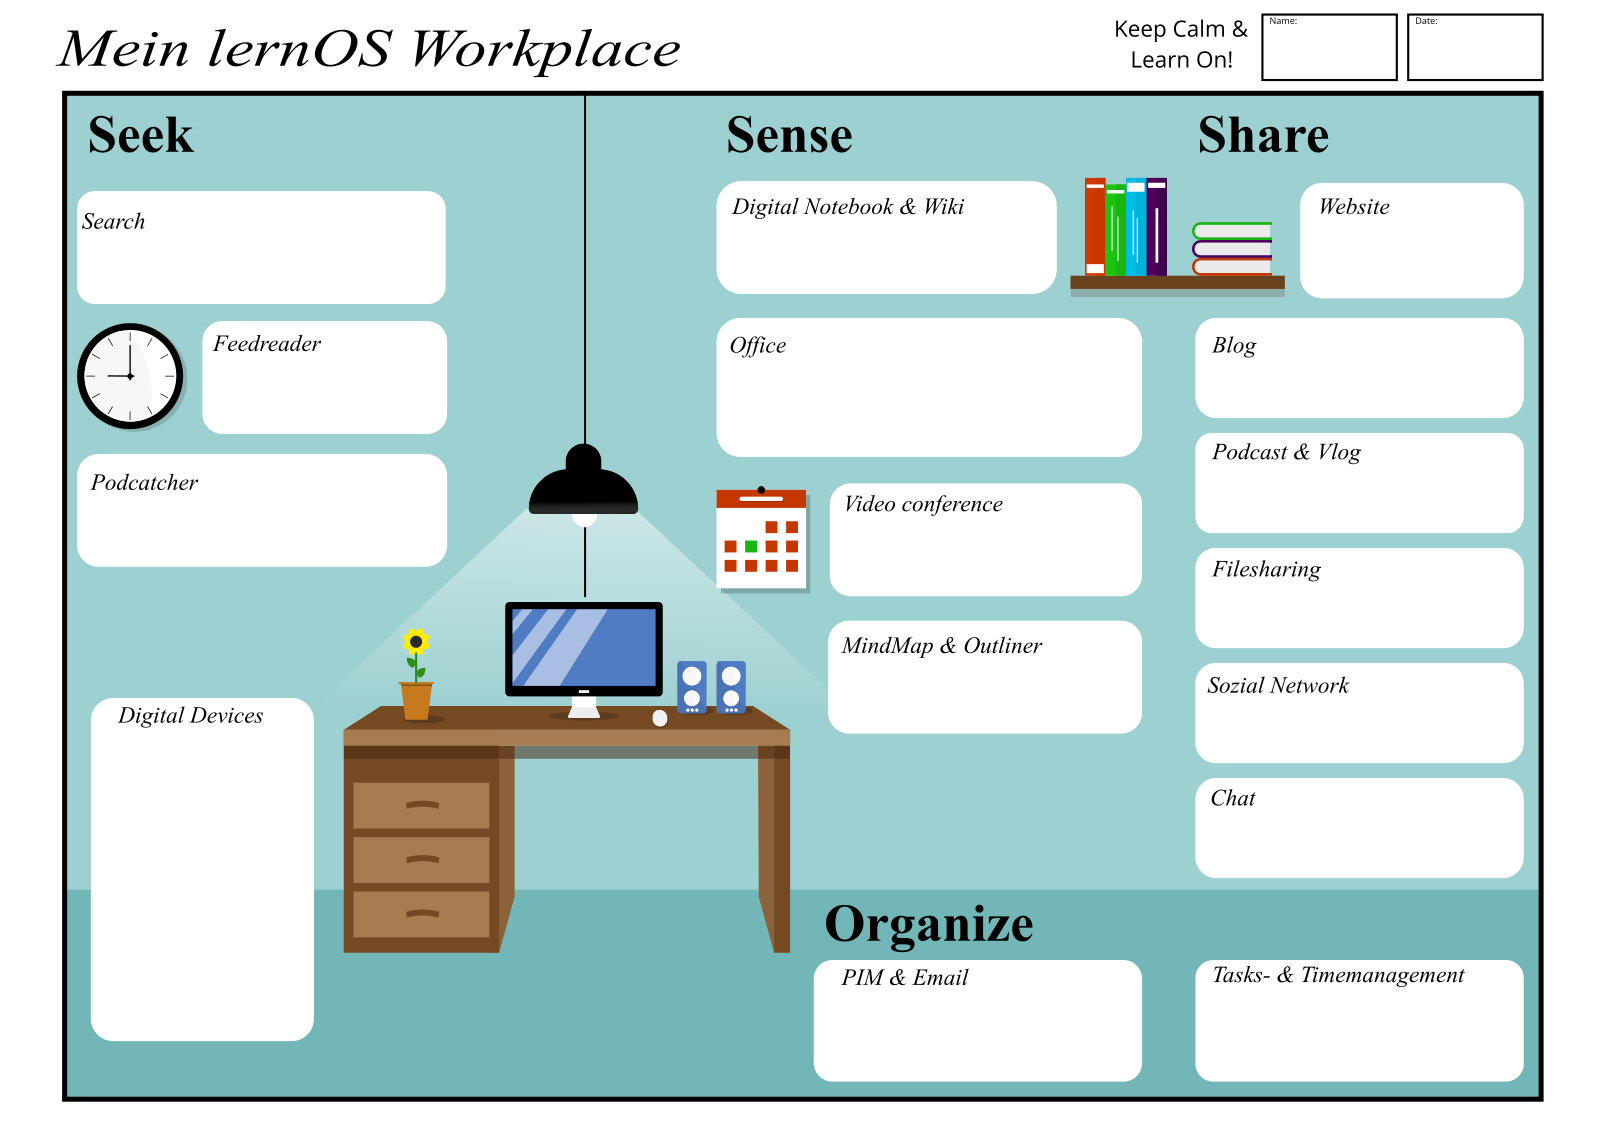 Mein lernOS Workplace
Keep Calm &
Learn On!
Name:
Date:
Seek
Search
Feedreader
Podcatcher
Digital Devices
Sense
Digital Notebook & Wiki
Office
Video conference
MindMap & Outliner
Share
Website
Blog
Podcast & Vlog
Filesharing
Sozial Network
Chat
Organize
PIM & Email
Tasks- & Timemanagement